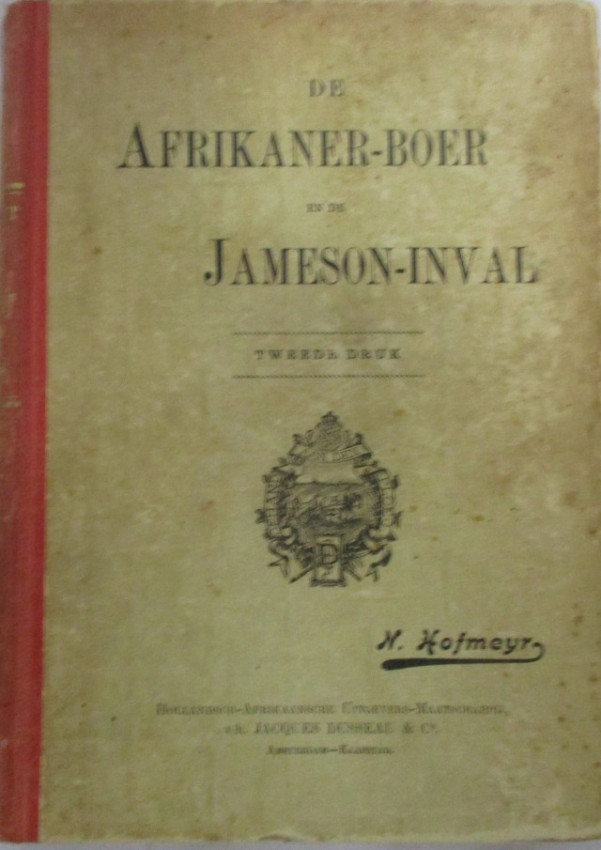 DE
AFRIKANER-BOER
EN DE
JAMESON-INVAL
TWEEDE DRUK
D
N. Hofmeyr
HOLLANDSCH-AFRIKAANSCHE UITGEVERS-MAATSCHAPPIJ,
v/h. JACQUES DUSSEAU & Co.
AMSTERDAM—KAAPSTAD.